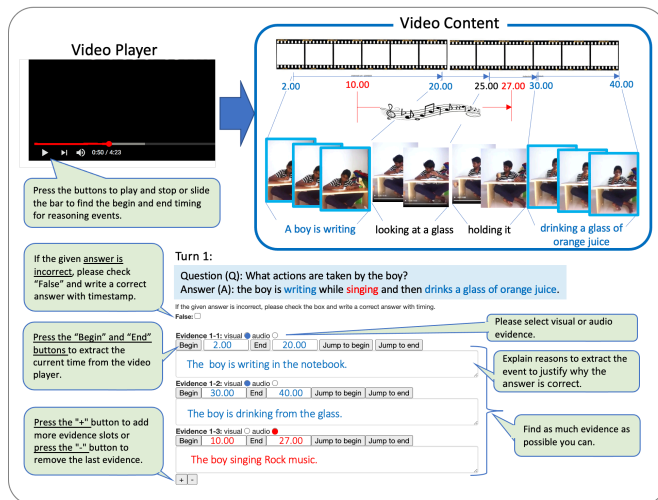 Video Content
Video Player
2.00
10.00
20.00
25.00
27.00
30.00
40.00
0:50 / 4:23
Press the buttons to play and stop or slide
the bar to find the begin and end timing
for reasoning events.
A boy is writing
looking at a glass
holding it
drinking a glass of
orange juice
If the given answer is
incorrect, please check
“False” and write a correct
answer with timestamp.
Turn 1:
Question (Q): What actions are taken by the boy?
Answer (A): the boy is writing while singing and then drinks a glass of orange juice.
If the given answer is incorrect, please check the box and write a correct answer with timing.
False:
Please select visual or audio
evidence.
Press the “Begin” and “End”
buttons to extract the
current time from the video
player.
Evidence 1-1: visual audio
Begin 2.00 End 20.00 Jump to begin Jump to end
The boy is writing in the notebook.
Explain reasons to extract the
event to justify why the
answer is correct.
Evidence 1-2: visual audio
Begin 30.00 End 40.00 Jump to begin Jump to end
The boy is drinking from the glass.
Press the "+" button to add
more evidence slots or
press the "-" button to
remove the last evidence.
Find as much evidence as
possible you can.
Evidence 1-3: visual audio
Begin 10.00 End 27.00 Jump to begin Jump to end
The boy singing Rock music.
+ -